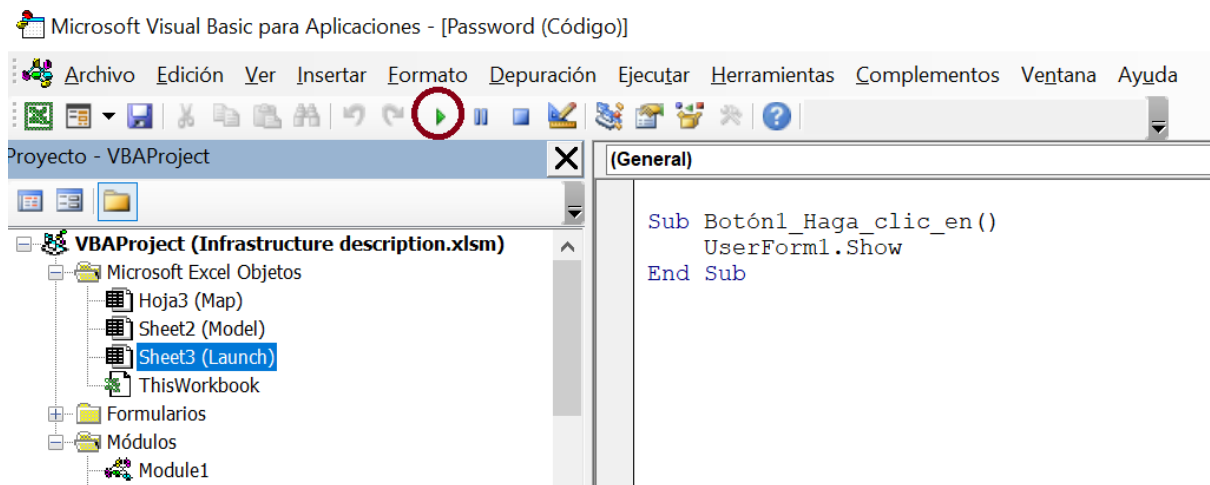 Microsoft Visual Basic para Aplicaciones - [Password (Código)]
Archivo Edición Ver Insertar Formato Depuración Ejecutar Herramientas Complementos Ventana Ayuda
Proyecto - VBAProject
(General)
VBAProject (Infrastructure description.xlsm)
Microsoft Excel Objetos
Hoja3 (Map)
Sheet2 (Model)
Sheet3 (Launch)
ThisWorkbook
Formularios
Módulos
Module1
Sub Botón1_Haga_clic_en()
UserForm1.Show
End Sub